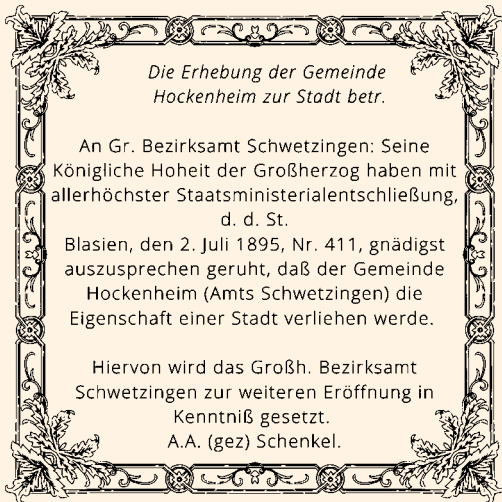 Die Erhebung der Gemeinde
Hockenheim zur Stadt betr.
An Gr. Bezirksamt Schwetzingen: Seine
Königliche Hoheit der Großherzog haben mit
allerhöchster Staatsministerialentschließung,
d. d. St.
Blasien, den 2. Juli 1895, Nr. 411, gnädigst
auszusprechen geruht, daß der Gemeinde
Hockenheim (Amts Schwetzingen) die
Eigenschaft einer Stadt verliehen werde.
Hiervon wird das Großh. Bezirksamt
Schwetzingen zur weiteren Eröffnung in
Kenntniß gesetzt.
A.A. (gez) Schenkel.